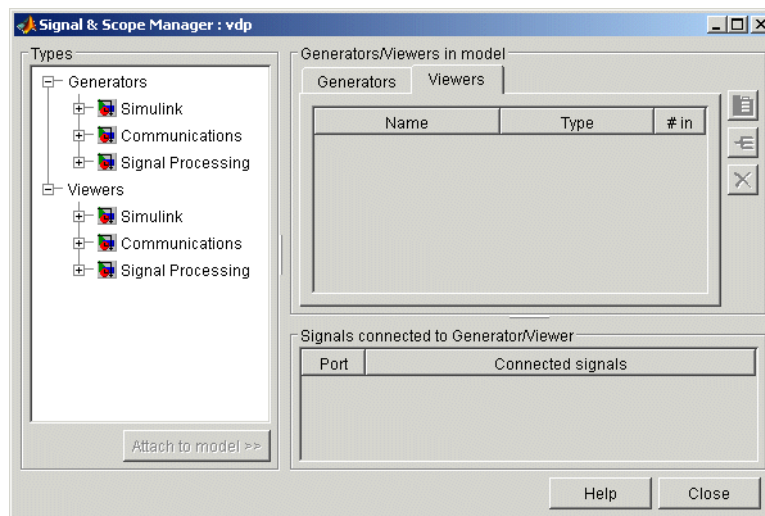 Signal & Scope Manager : vdp
Types
Generators
Simulink
Communications
Signal Processing
Viewers
Simulink
Communications
Signal Processing
Attach to model >>
Generators/Viewers in model
Generators Viewers
Name Type # in
Signals connected to Generator/Viewer
Port Connected signals
Help Close